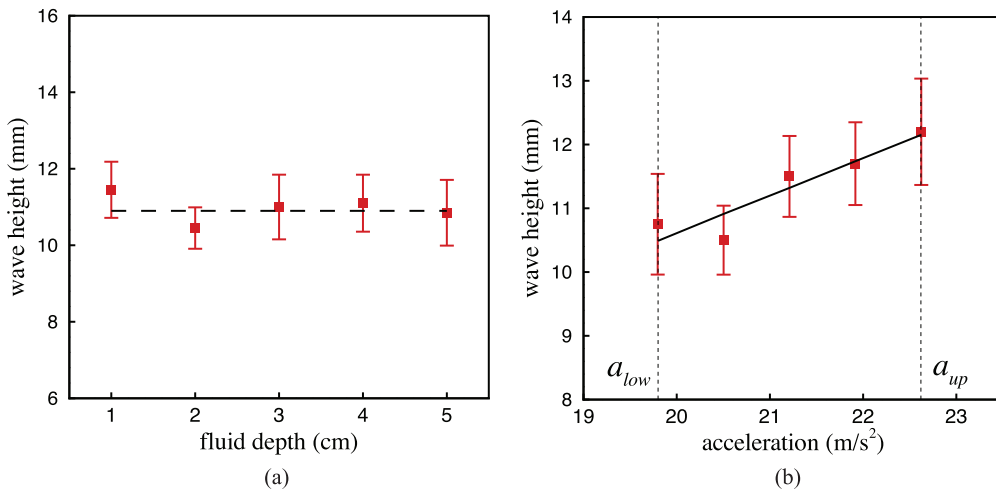 16
14
12
10
8
6
wave height (mm)
1 2 3 4 5
fluid depth (cm)
(a)
14
13
12
11
10
9
8
wave height (mm)
a_low
a_up
19 20 21 22 23
acceleration (m/s²)
(b)